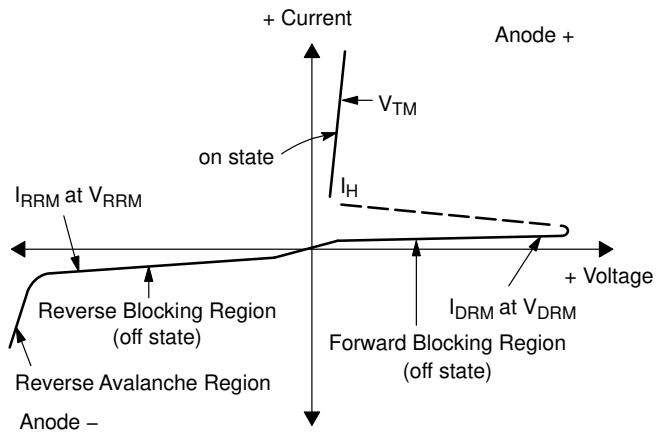 + Current
Anode +
V_TM
on state
I_H
I_RRM at V_RRM
+ Voltage
I_DRM at V_DRM
Reverse Blocking Region
(off state)
Forward Blocking Region
(off state)
Reverse Avalanche Region
Anode −